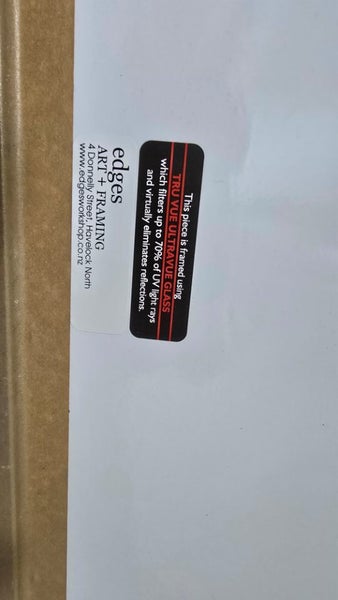 This piece is framed using
TRU VUE ULTRAVUE GLASS
which filters up to 70% of UV light rays
and virtually eliminates reflections.
edges
ART + FRAMING
4 Donnelly Street, Havelock North
www.edgesworkshop.co.nz